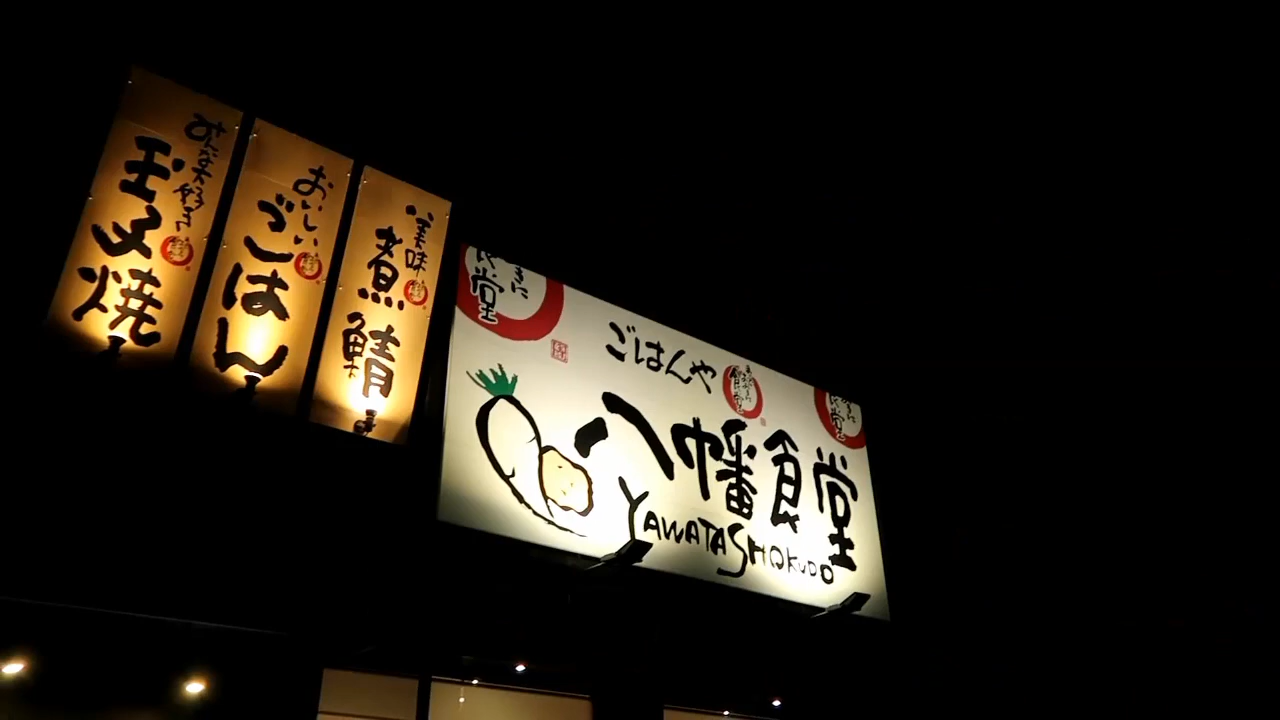 みんな大好き
玉子焼
おいしい
ごはん
美味
煮鯖
ごはんや
八幡食堂
YAWATA SHOKUDO